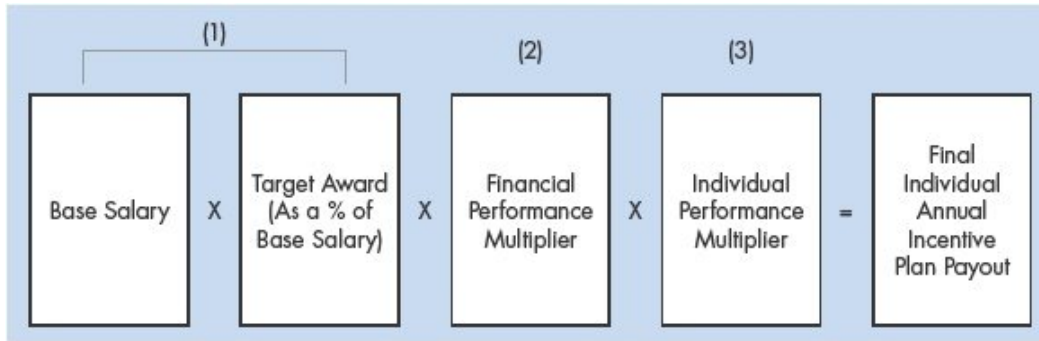 (1)
(2)
(3)
Base Salary
X
Target Award
(As a % of
Base Salary)
X
Financial
Performance
Multiplier
X
Individual
Performance
Multiplier
=
Final
Individual
Annual
Incentive
Plan Payout